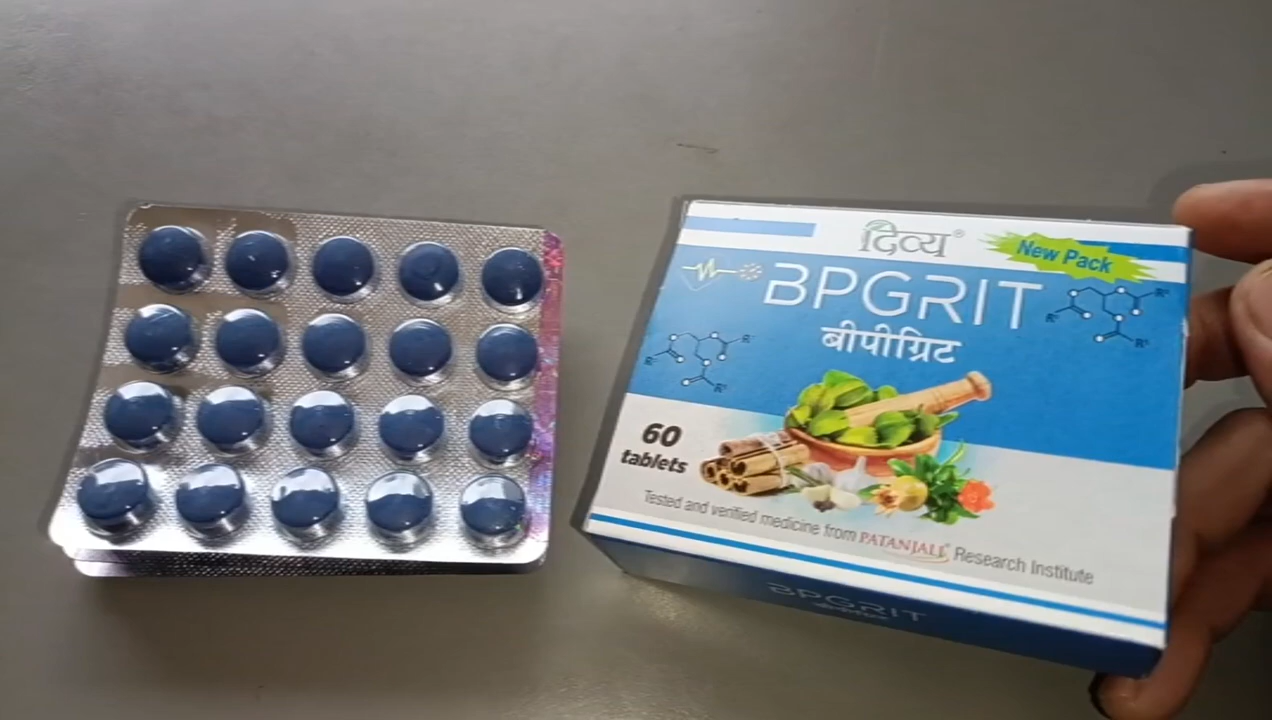 दिव्य®
New Pack
BPGRIT
बीपीग्रिट
60
tablets
Tested and verified medicine from PATANJALI® Research Institute
BPGRIT